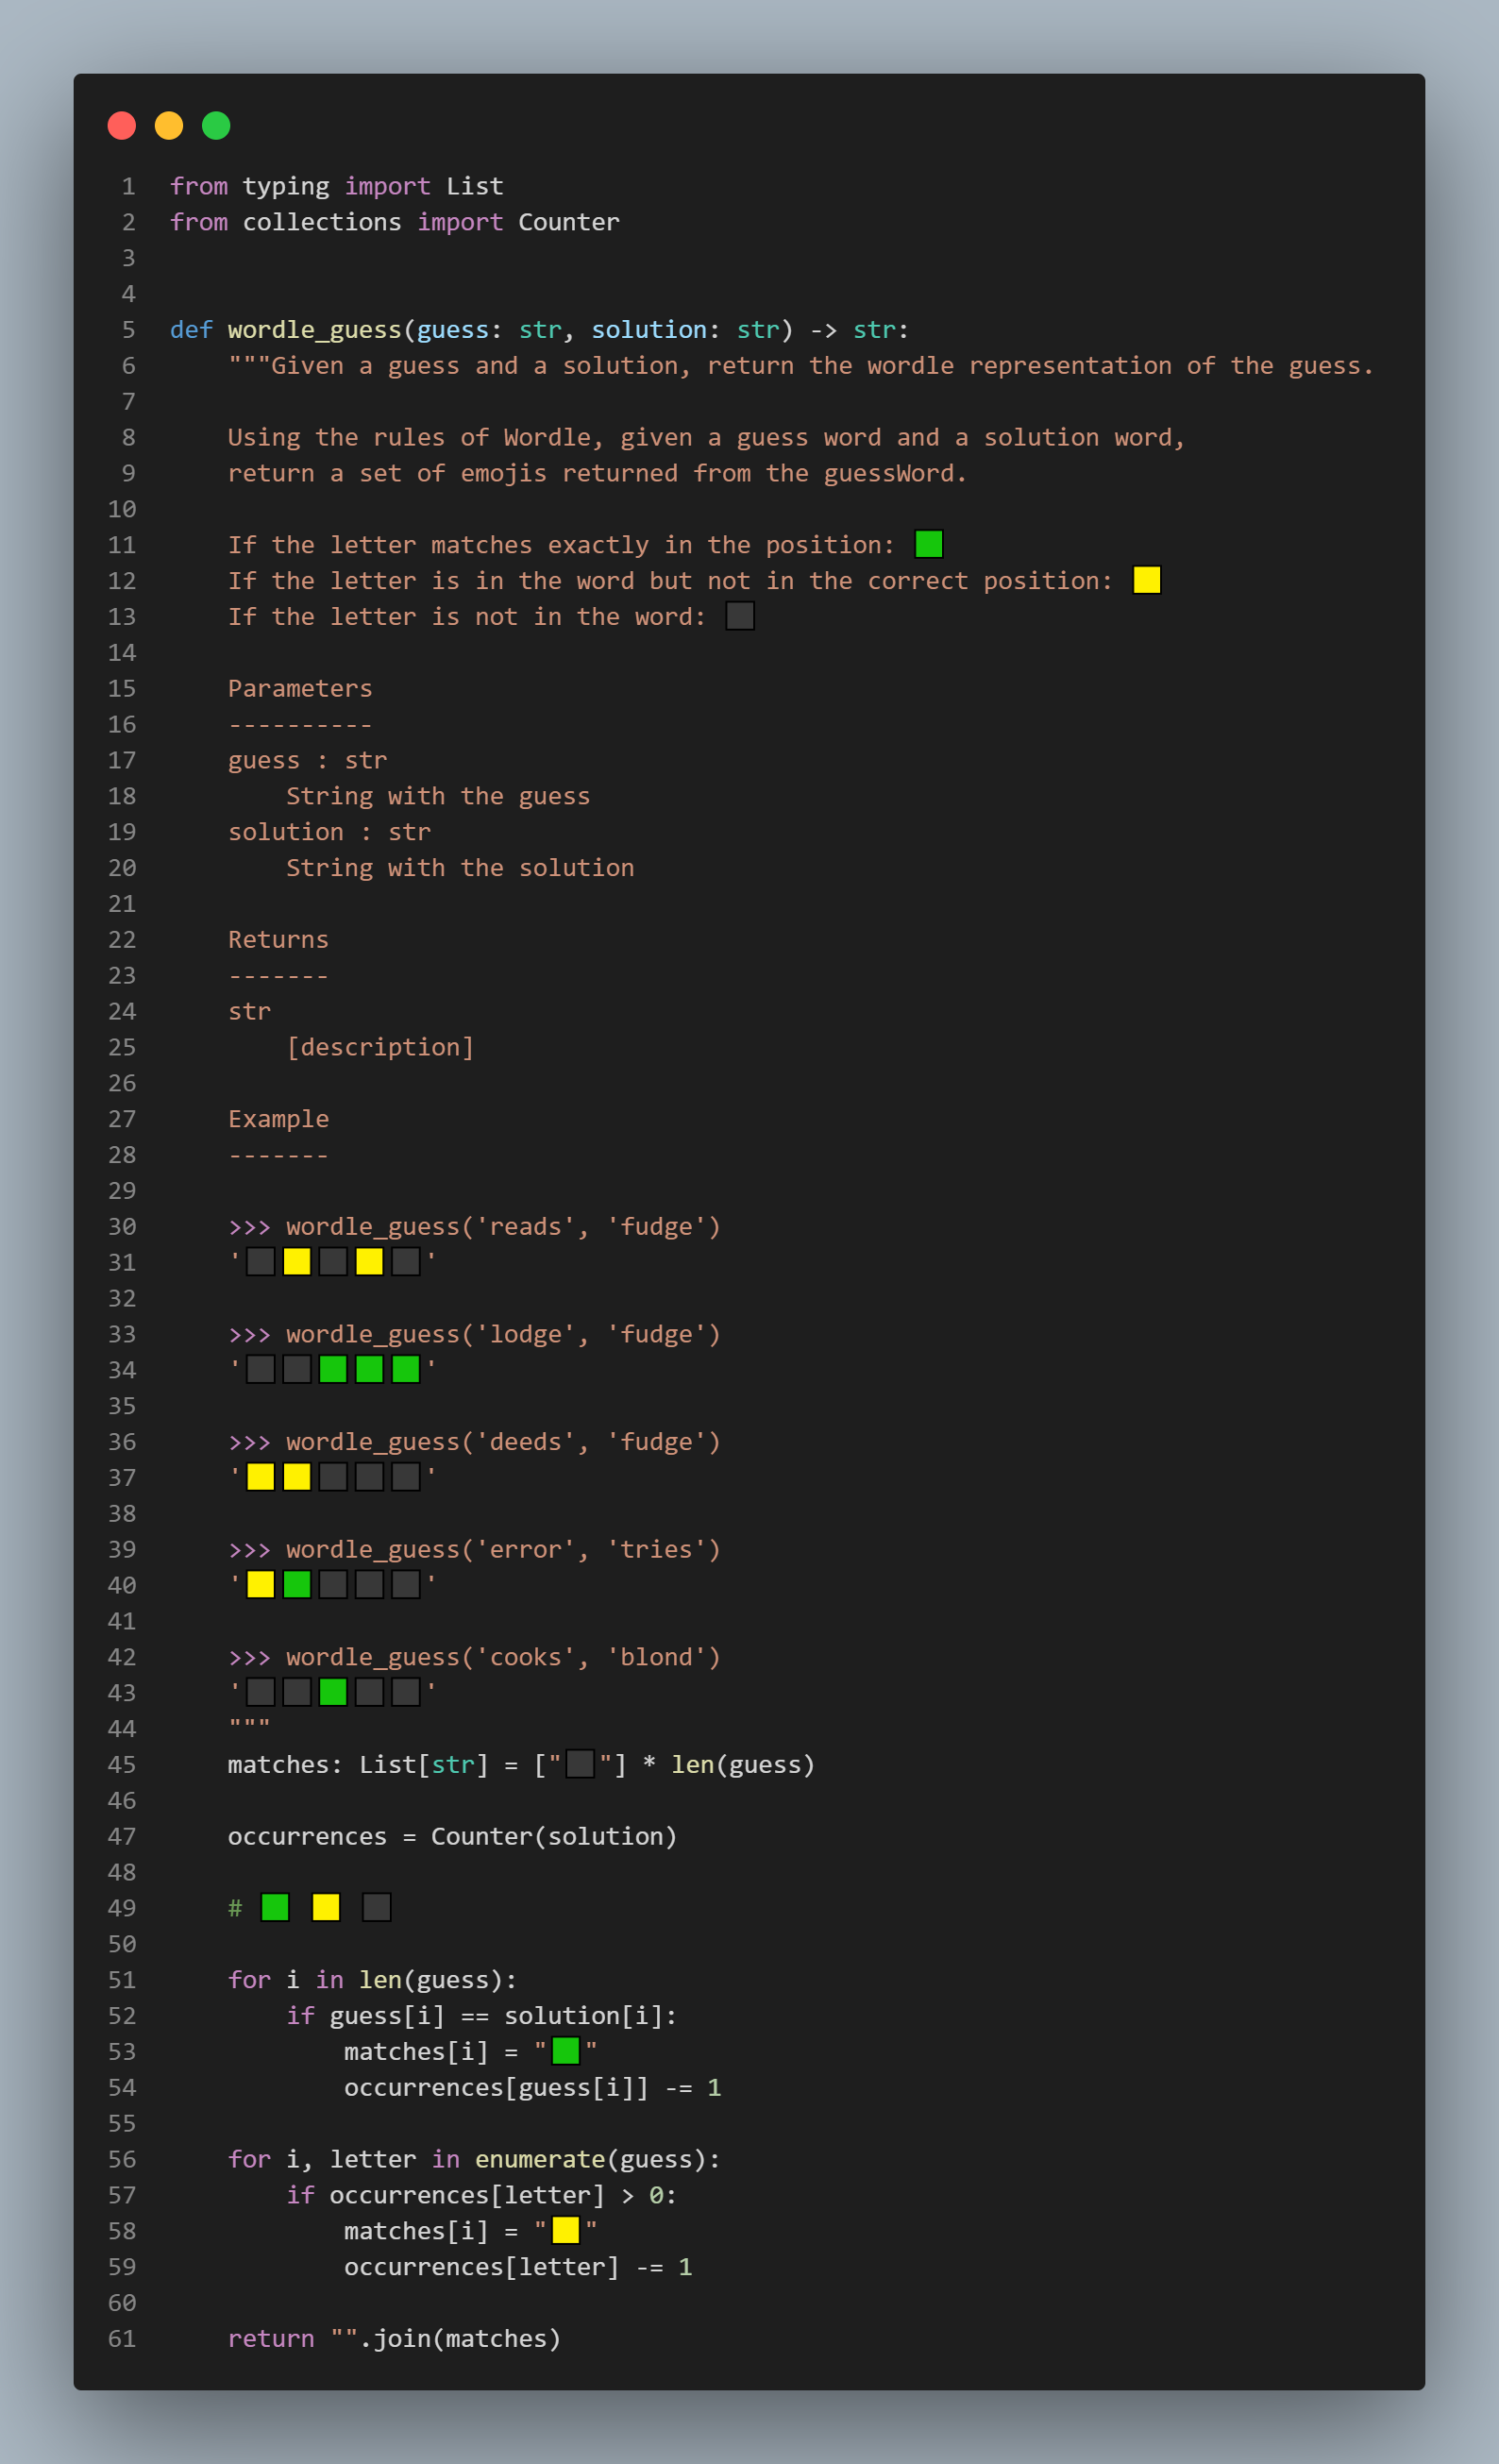 1 from typing import List
2 from collections import Counter
3
4
5 def wordle_guess(guess: str, solution: str) -> str:
6     """Given a guess and a solution, return the wordle representation of the guess.
7
8     Using the rules of Wordle, given a guess word and a solution word,
9     return a set of emojis returned from the guessWord.
10
11     If the letter matches exactly in the position: 🟩
12     If the letter is in the word but not in the correct position: 🟨
13     If the letter is not in the word: ⬛
14
15     Parameters
16     ----------
17     guess : str
18         String with the guess
19     solution : str
20         String with the solution
21
22     Returns
23     -------
24     str
25         [description]
26
27     Example
28     -------
29
30     >>> wordle_guess('reads', 'fudge')
31     '⬛🟨⬛🟨⬛'
32
33     >>> wordle_guess('lodge', 'fudge')
34     '⬛⬛🟩🟩🟩'
35
36     >>> wordle_guess('deeds', 'fudge')
37     '🟨🟨⬛⬛⬛'
38
39     >>> wordle_guess('error', 'tries')
40     '🟨🟩⬛⬛⬛'
41
42     >>> wordle_guess('cooks', 'blond')
43     '⬛⬛🟩⬛⬛'
44     """
45     matches: List[str] = ["⬛"] * len(guess)
46
47     occurrences = Counter(solution)
48
49     # 🟩 🟨 ⬛
50
51     for i in len(guess):
52         if guess[i] == solution[i]:
53             matches[i] = "🟩"
54             occurrences[guess[i]] -= 1
55
56     for i, letter in enumerate(guess):
57         if occurrences[letter] > 0:
58             matches[i] = "🟨"
59             occurrences[letter] -= 1
60
61     return "".join(matches)